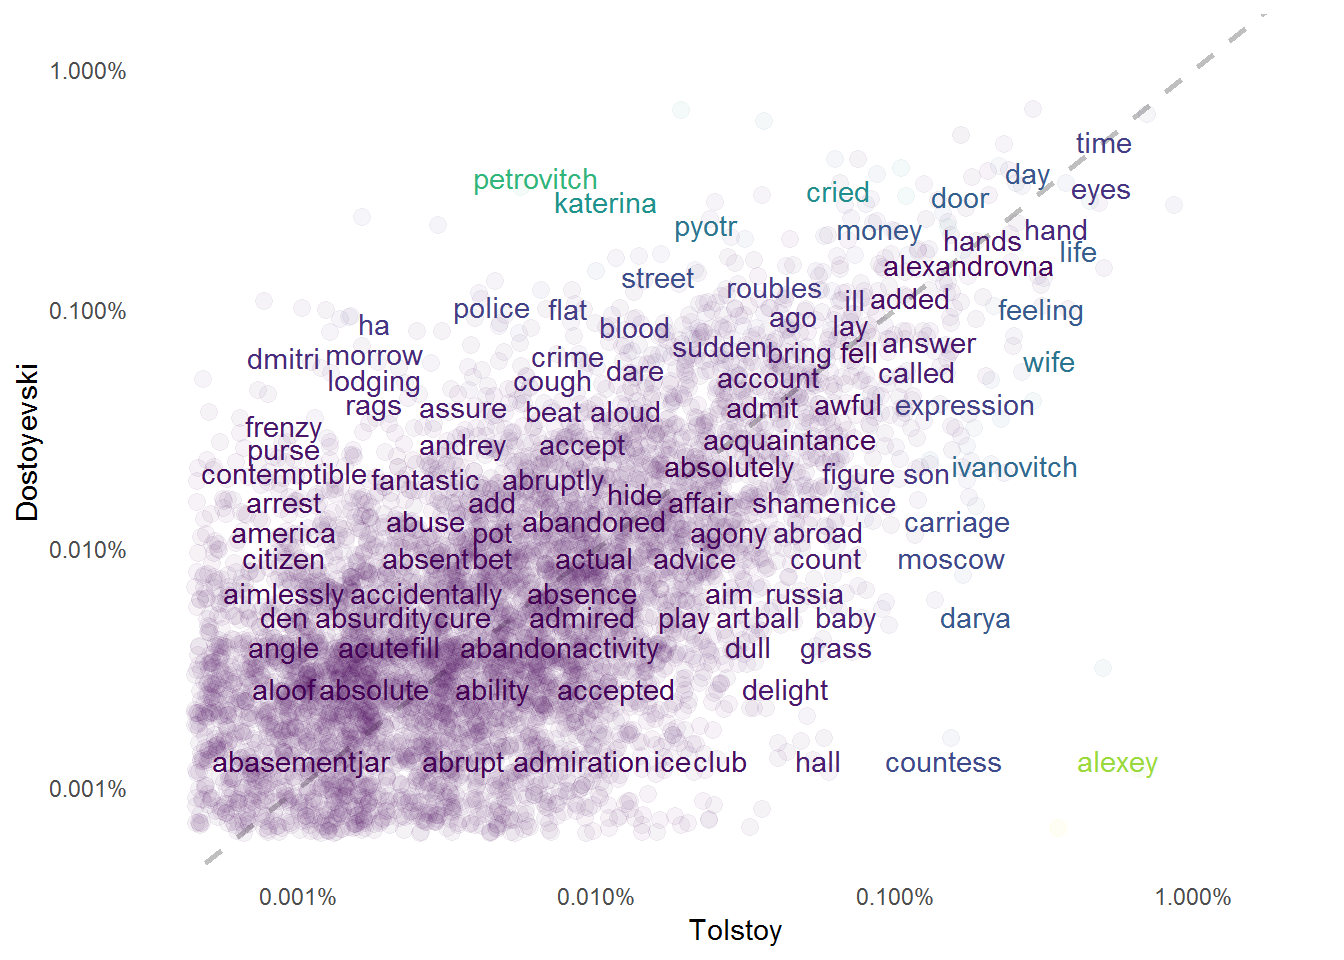 1.000%
time
petrovitch cried day eyes
katerina door
pyotr money hands hand
alexandrovna life
street
roubles ill added
police flat ago feeling
ha blood lay
dmitri morrow crime sudden bring fell answer wife
lodging cough dare account called
rags assure beat aloud admit awful expression
frenzy
purse andrey accept acquaintance
contemptible fantastic abruptly absolutely figure son ivanovitch
arrest add hide affair shame nice
america abuse pot abandoned agony abroad carriage
citizen absent bet actual advice count moscow
aimlessly accidentally absence aim russia
den absurdity cure admired play art ball baby darya
angle acute fill abandon activity dull grass
aloof absolute ability accepted delight
abasement jar abrupt admiration ice club hall countess alexey
0.100%
0.010%
0.001%
Dostoyevski
0.001% 0.010% 0.100% 1.000%
Tolstoy